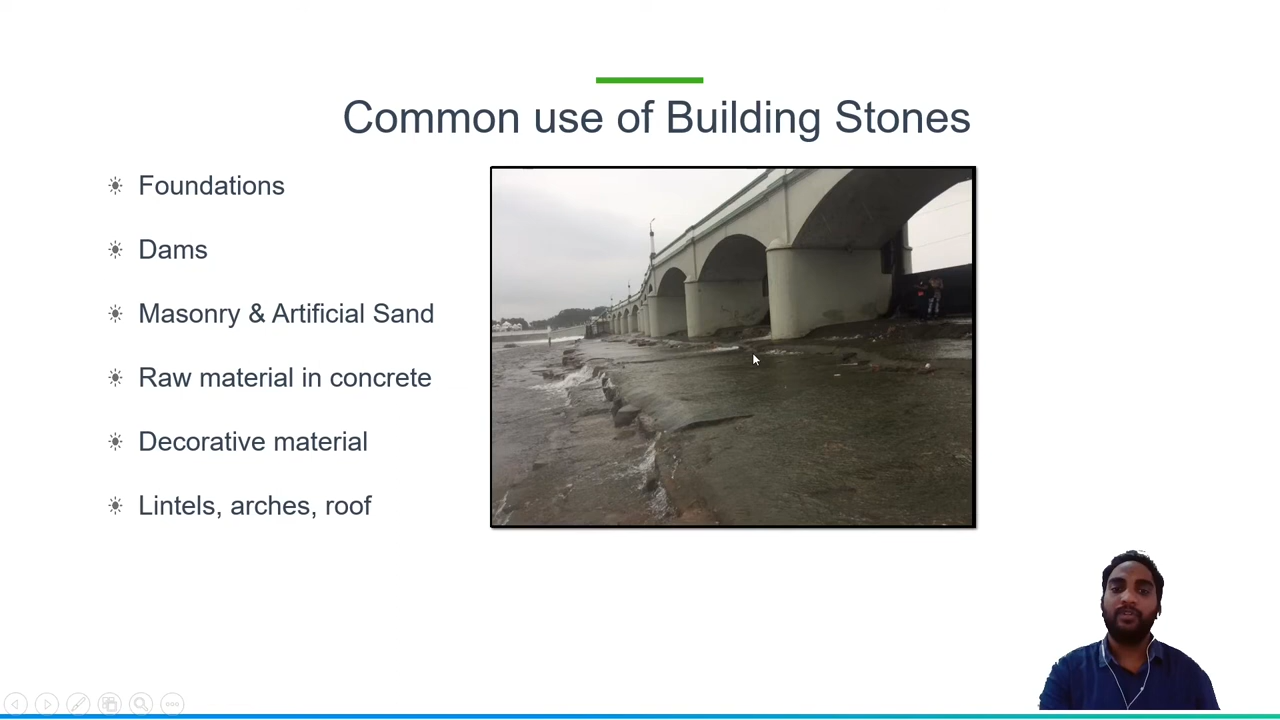 Common use of Building Stones
Foundations
Dams
Masonry & Artificial Sand
Raw material in concrete
Decorative material
Lintels, arches, roof